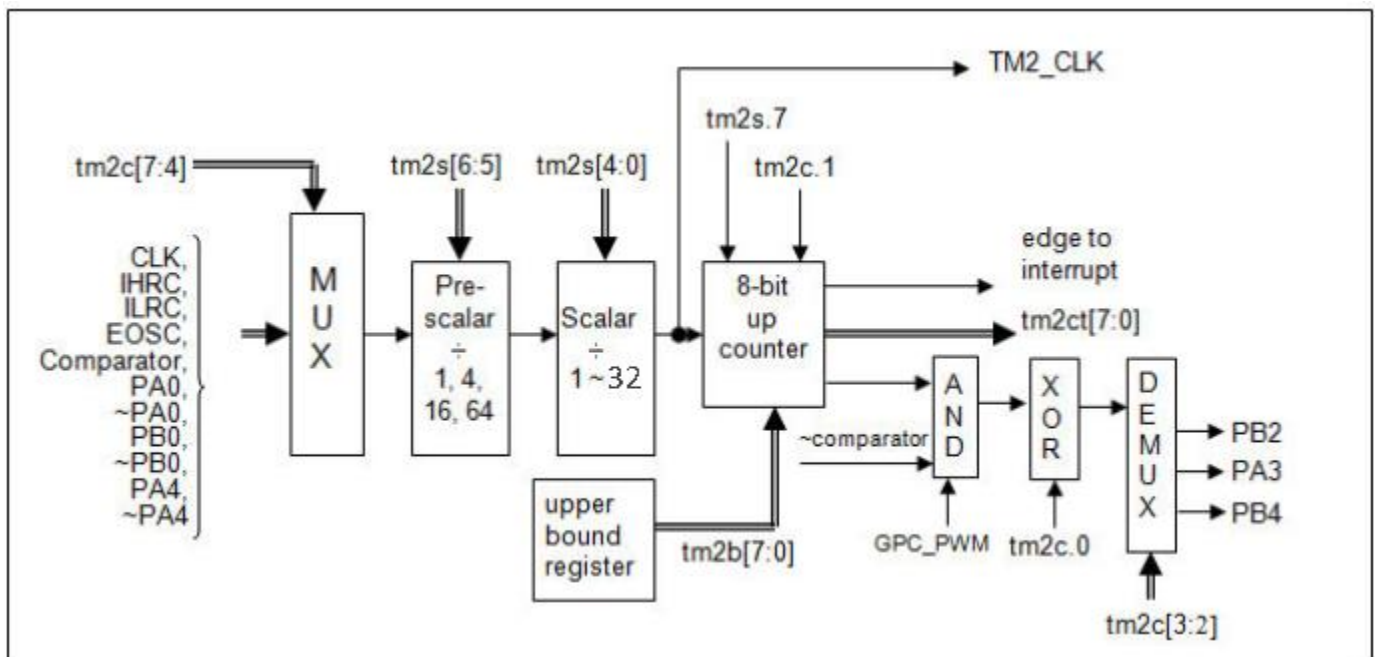 TM2_CLK
tm2s.7
tm2c[7:4]
tm2s[6:5]
tm2s[4:0]
tm2c.1
CLK,
IHRC,
ILRC,
EOSC,
Comparator,
PA0,
~PA0,
PB0,
~PB0,
PA4,
~PA4
M
U
X
Pre-
scalar
÷
1, 4,
16, 64
Scalar
÷
1~32
8-bit
up
counter
edge to
interrupt
tm2ct[7:0]
~comparator
A
N
D
X
O
R
D
E
M
U
X
PB2
PA3
PB4
upper
bound
register
tm2b[7:0]
GPC_PWM
tm2c.0
tm2c[3:2]